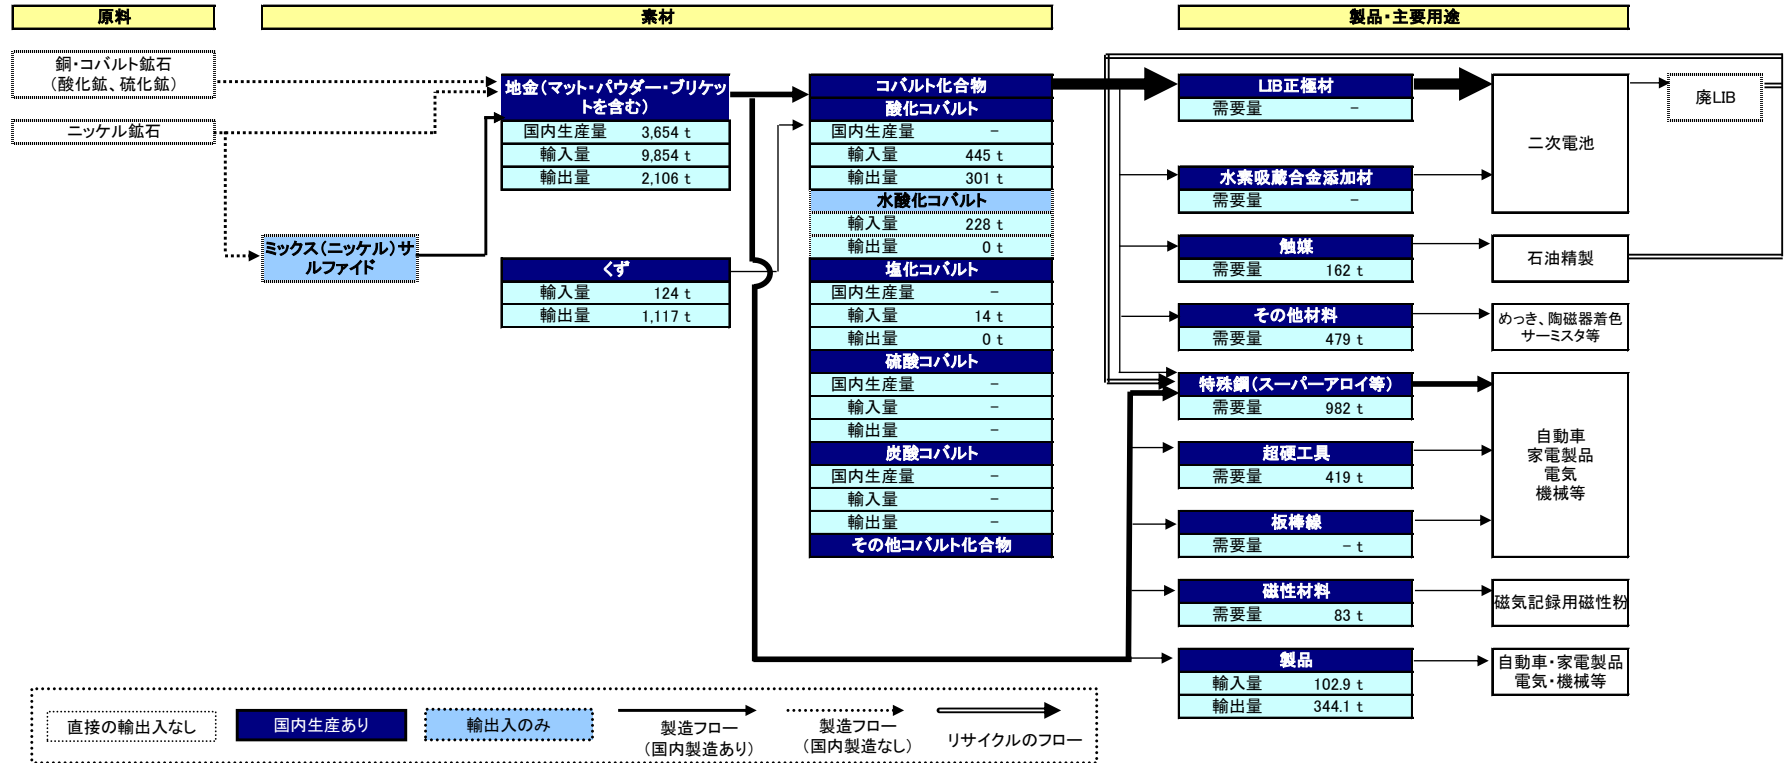 原料
素材
製品・主要用途
銅・コバルト鉱石
(酸化鉱、硫化鉱)
ニッケル鉱石
ミックス(ニッケル)サ
ルファイド
地金(マット・パウダー・ブリケッ
トを含む)
国内生産量 3,654 t
輸入量 9,854 t
輸出量 2,106 t
くず
輸入量 124 t
輸出量 1,117 t
コバルト化合物
酸化コバルト
国内生産量 -
輸入量 445 t
輸出量 301 t
水酸化コバルト
輸入量 228 t
輸出量 0 t
塩化コバルト
国内生産量 -
輸入量 14 t
輸出量 0 t
硫酸コバルト
国内生産量 -
輸入量 -
輸出量 -
炭酸コバルト
国内生産量 -
輸入量 -
輸出量 -
その他コバルト化合物
LIB正極材
需要量 -
水素吸蔵合金添加材
需要量 -
触媒
需要量 162 t
その他材料
需要量 479 t
特殊鋼(スーパーアロイ等)
需要量 982 t
超硬工具
需要量 419 t
板棒線
需要量 - t
磁性材料
需要量 83 t
製品
輸入量 102.9 t
輸出量 344.1 t
二次電池
石油精製
めっき、陶磁器着色
サーミスタ等
自動車
家電製品
電気
機械等
磁気記録用磁性粉
自動車・家電製品
電気・機械等
廃LIB
直接の輸出入なし
国内生産あり
輸出入のみ
製造フロー
(国内製造あり)
製造フロー
(国内製造なし)
リサイクルのフロー